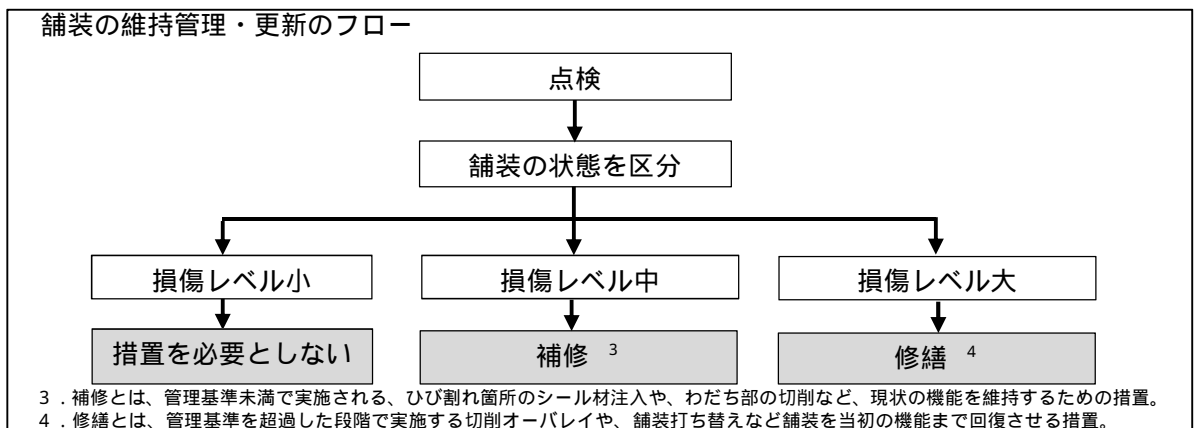 舗装の維持管理・更新のフロー
点検
舗装の状態を区分
損傷レベル小 損傷レベル中 損傷レベル大
措置を必要としない 補修 3 修繕 4
3．補修とは、管理基準未満で実施される、ひび割れ箇所のシール材注入や、わだち部の切削など、現状の機能を維持するための措置。
4．修繕とは、管理基準を超過した段階で実施する切削オーバレイや、舗装打ち替えなど舗装を当初の機能まで回復させる措置。